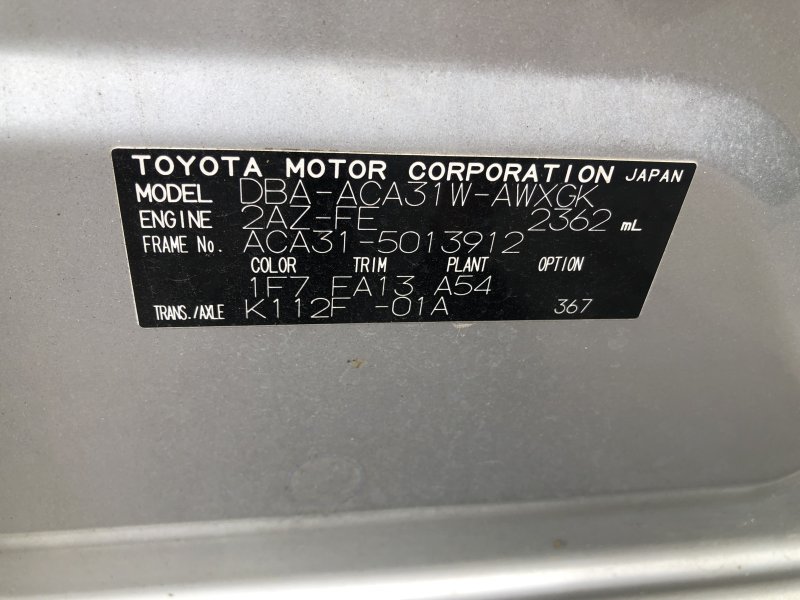 TOYOTA MOTOR CORPORATION JAPAN
MODEL DBA-ACA31W-AWXGK
ENGINE 2AZ-FE 2362 mL
FRAME No. ACA31-5013912
COLOR TRIM PLANT OPTION
1F7 FA13 A54
TRANS./AXLE K112F -01A 367